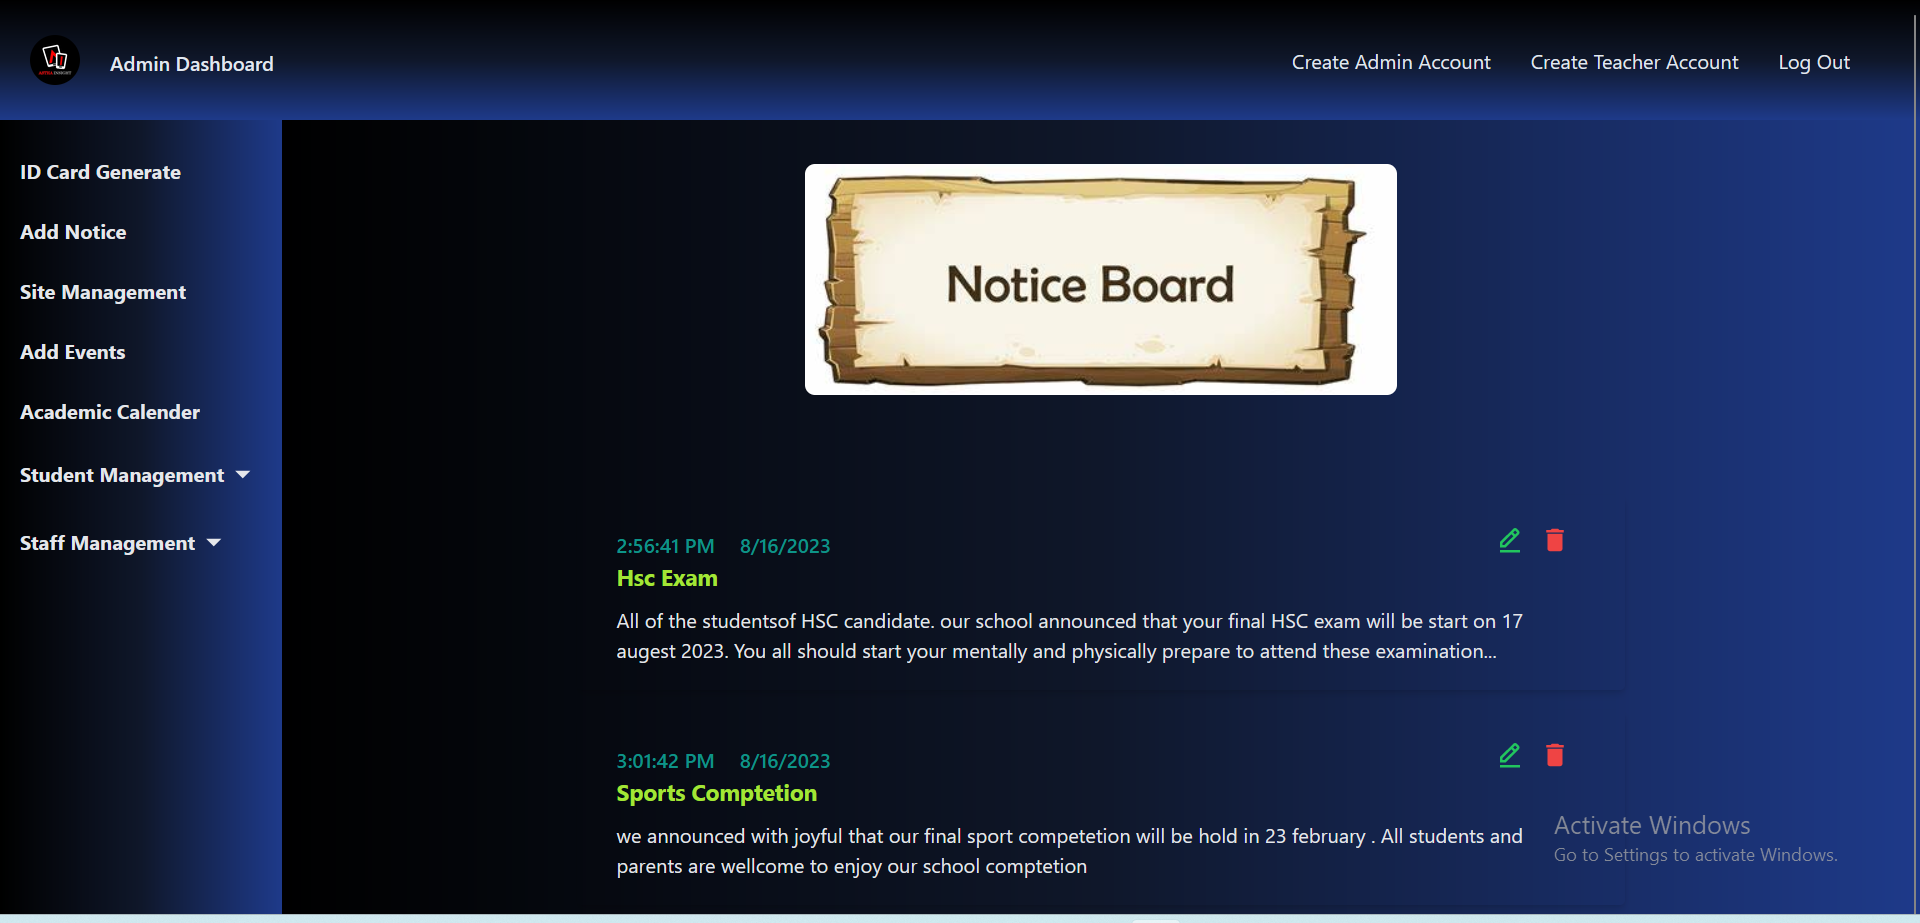 Admin Dashboard
Create Admin Account
Create Teacher Account
Log Out
ID Card Generate
Add Notice
Site Management
Add Events
Academic Calender
Student Management
Staff Management
Notice Board
2:56:41 PM 8/16/2023
Hsc Exam
All of the studentsof HSC candidate. our school announced that your final HSC exam will be start on 17
augest 2023. You all should start your mentally and physically prepare to attend these examination...
3:01:42 PM 8/16/2023
Sports Comptetion
we announced with joyful that our final sport competetion will be hold in 23 february . All students and
parents are wellcome to enjoy our school comptetion
Activate Windows
Go to Settings to activate Windows.